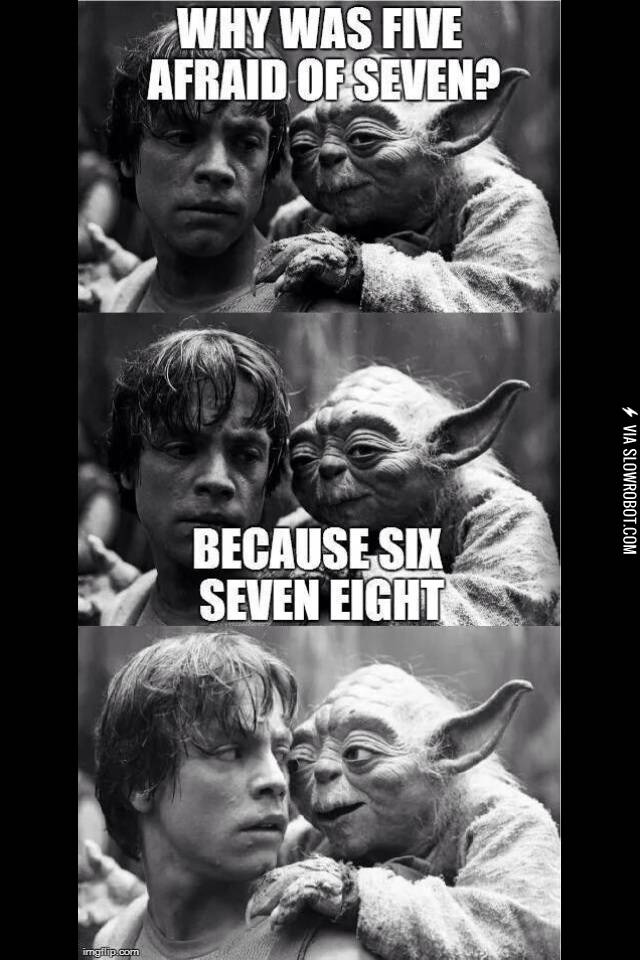 WHY WAS FIVE
AFRAID OF SEVEN?
BECAUSE SIX
SEVEN EIGHT
VIA SLOWROBOT.COM
imgflip.com